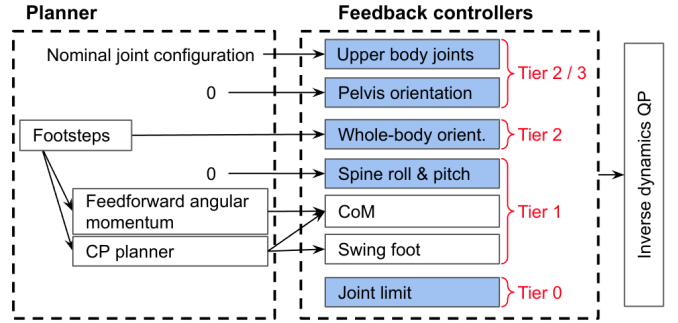 Planner
Feedback controllers
Nominal joint configuration
Upper body joints
Tier 2 / 3
0
Pelvis orientation
Footsteps
Whole-body orient.
Tier 2
0
Spine roll & pitch
Feedforward angular
momentum
CoM
Tier 1
CP planner
Swing foot
Joint limit
Tier 0
Inverse dynamics QP